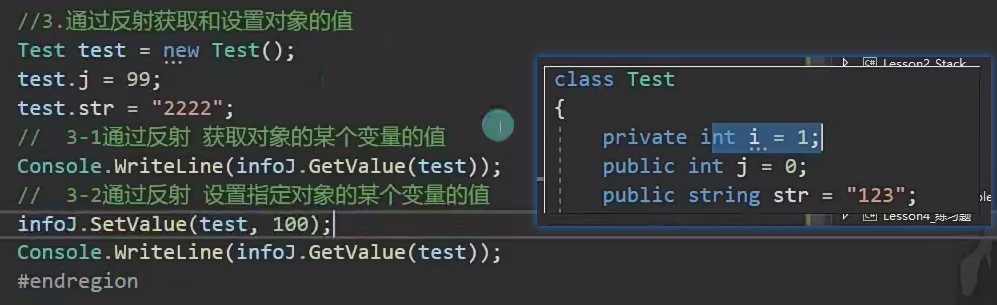 //3.通过反射获取和设置对象的值
Test test = new Test();
test.j = 99;
test.str = "2222";
//  3-1通过反射 获取对象的某个变量的值
Console.WriteLine(infoJ.GetValue(test));
//  3-2通过反射 设置指定对象的某个变量的值
infoJ.SetValue(test, 100);
Console.WriteLine(infoJ.GetValue(test));
#endregion
Lesson2_Stack
class Test
{
private int i = 1;
public int j = 0;
public string str = "123";
Lesson4_练习题